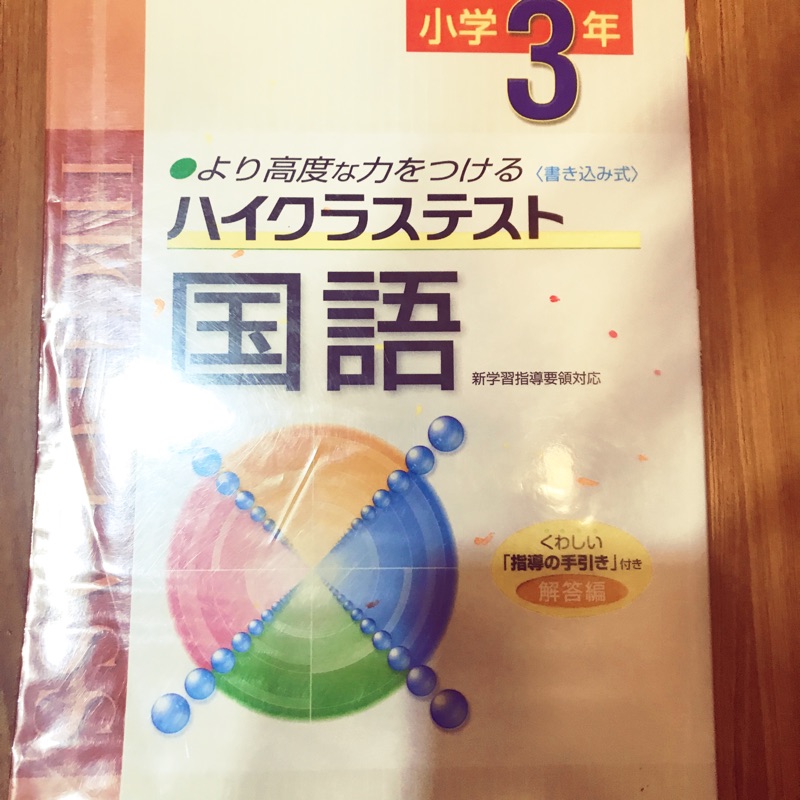 小学3年
●より高度な力をつける〈書き込み式〉
ハイクラステスト
国語
新学習指導要領対応
くわしい
「指導の手引き」付き
解答編